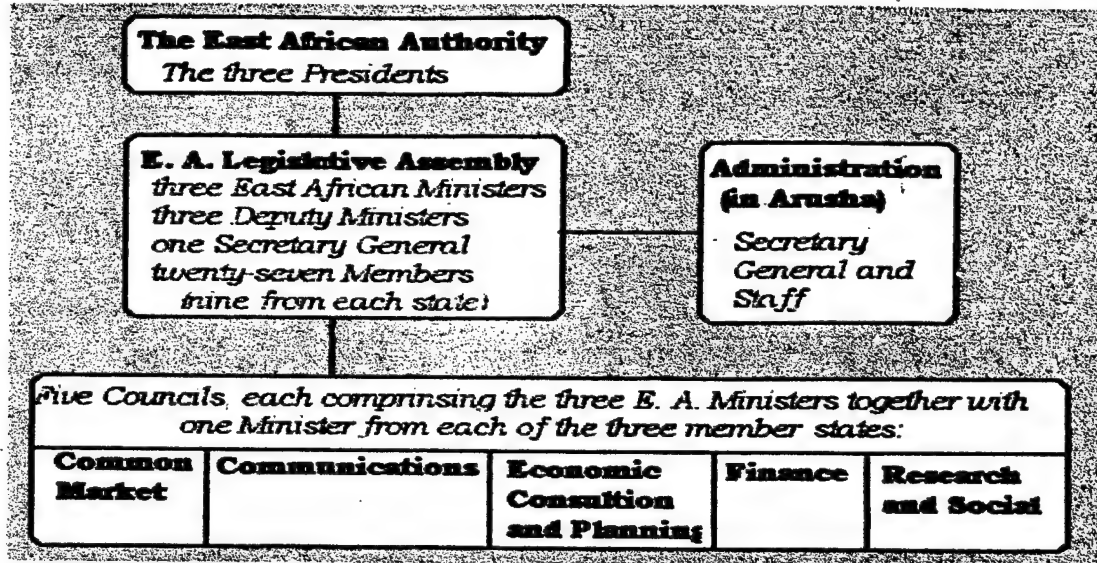 The East African Authority
The three Presidents
E. A. Legislative Assembly
three East African Ministers
three Deputy Ministers
one Secretary General
twenty-seven Members
(nine from each state)
Administration
(in Arusha)
Secretary
General and
Staff
Five Councils, each comprinsing the three E. A. Ministers together with
one Minister from each of the three member states:
Common
Market
Communications
Economic
Consultion
and Planning
Finance
Research
and Social